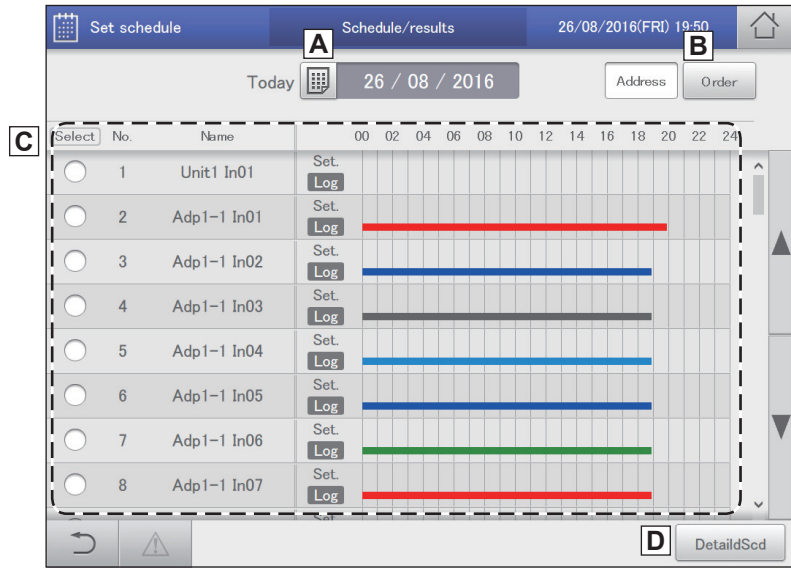 Set schedule Schedule/results 26/08/2016(FRI) 19:50
A B
Today 26 / 08 / 2016 Address Order
C
Select No. Name 00 02 04 06 08 10 12 14 16 18 20 22 24
1 Unit1 In01 Set. Log
2 Adp1-1 In01 Set. Log
3 Adp1-1 In02 Set. Log
4 Adp1-1 In03 Set. Log
5 Adp1-1 In04 Set. Log
6 Adp1-1 In05 Set. Log
7 Adp1-1 In06 Set. Log
8 Adp1-1 In07 Set. Log
Set.
D DetaildScd